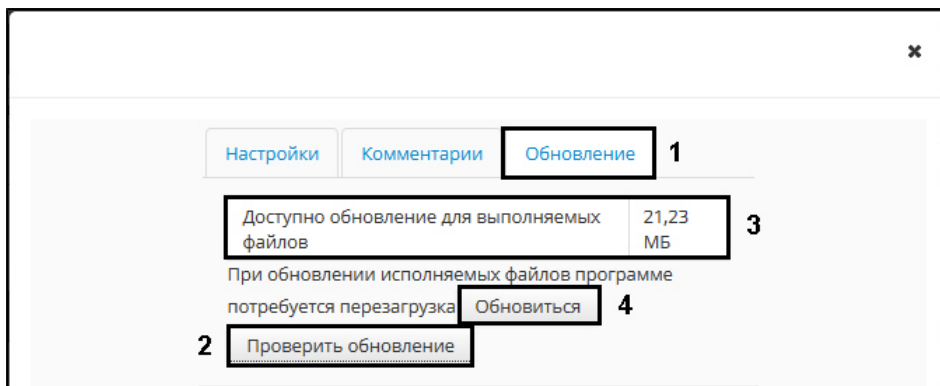 Настройки Комментарии Обновление 1
Доступно обновление для выполняемых 21,23
файлов МБ 3
При обновлении исполняемых файлов программе
потребуется перезагрузка Обновиться 4
2 Проверить обновление